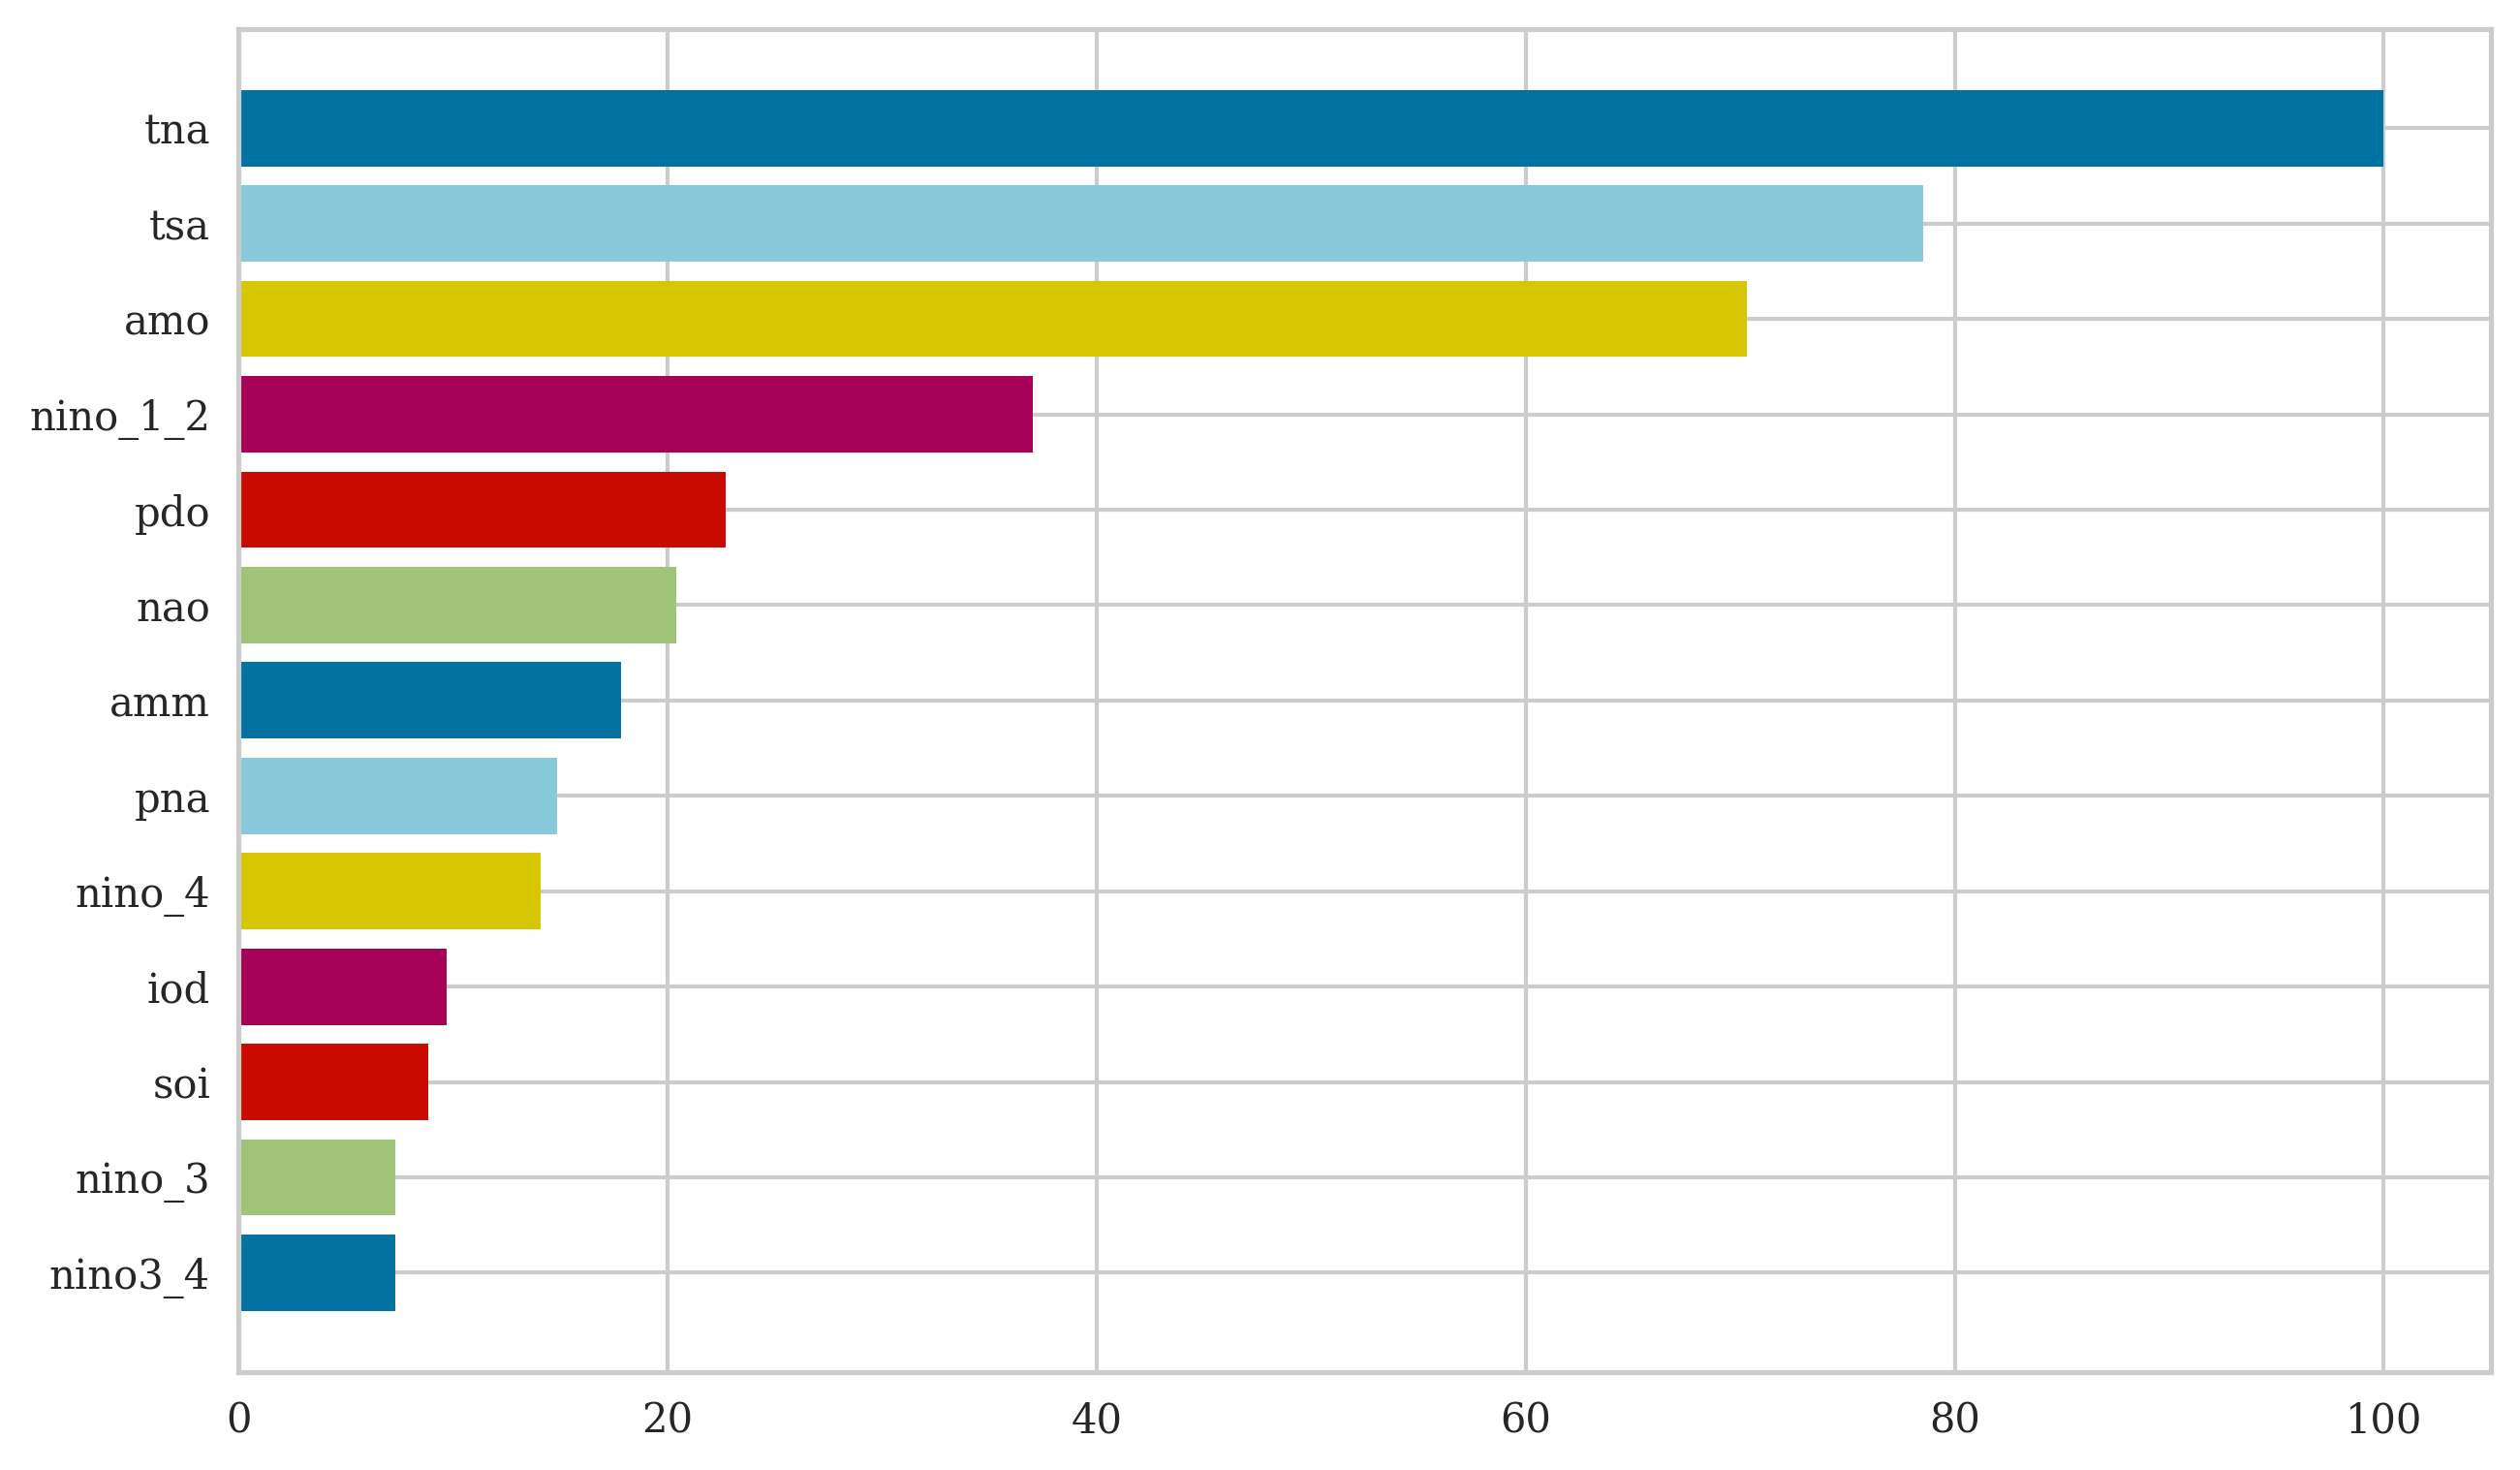 tna
tsa
amo
nino_1_2
pdo
nao
amm
pna
nino_4
iod
soi
nino_3
nino3_4
0 20 40 60 80 100